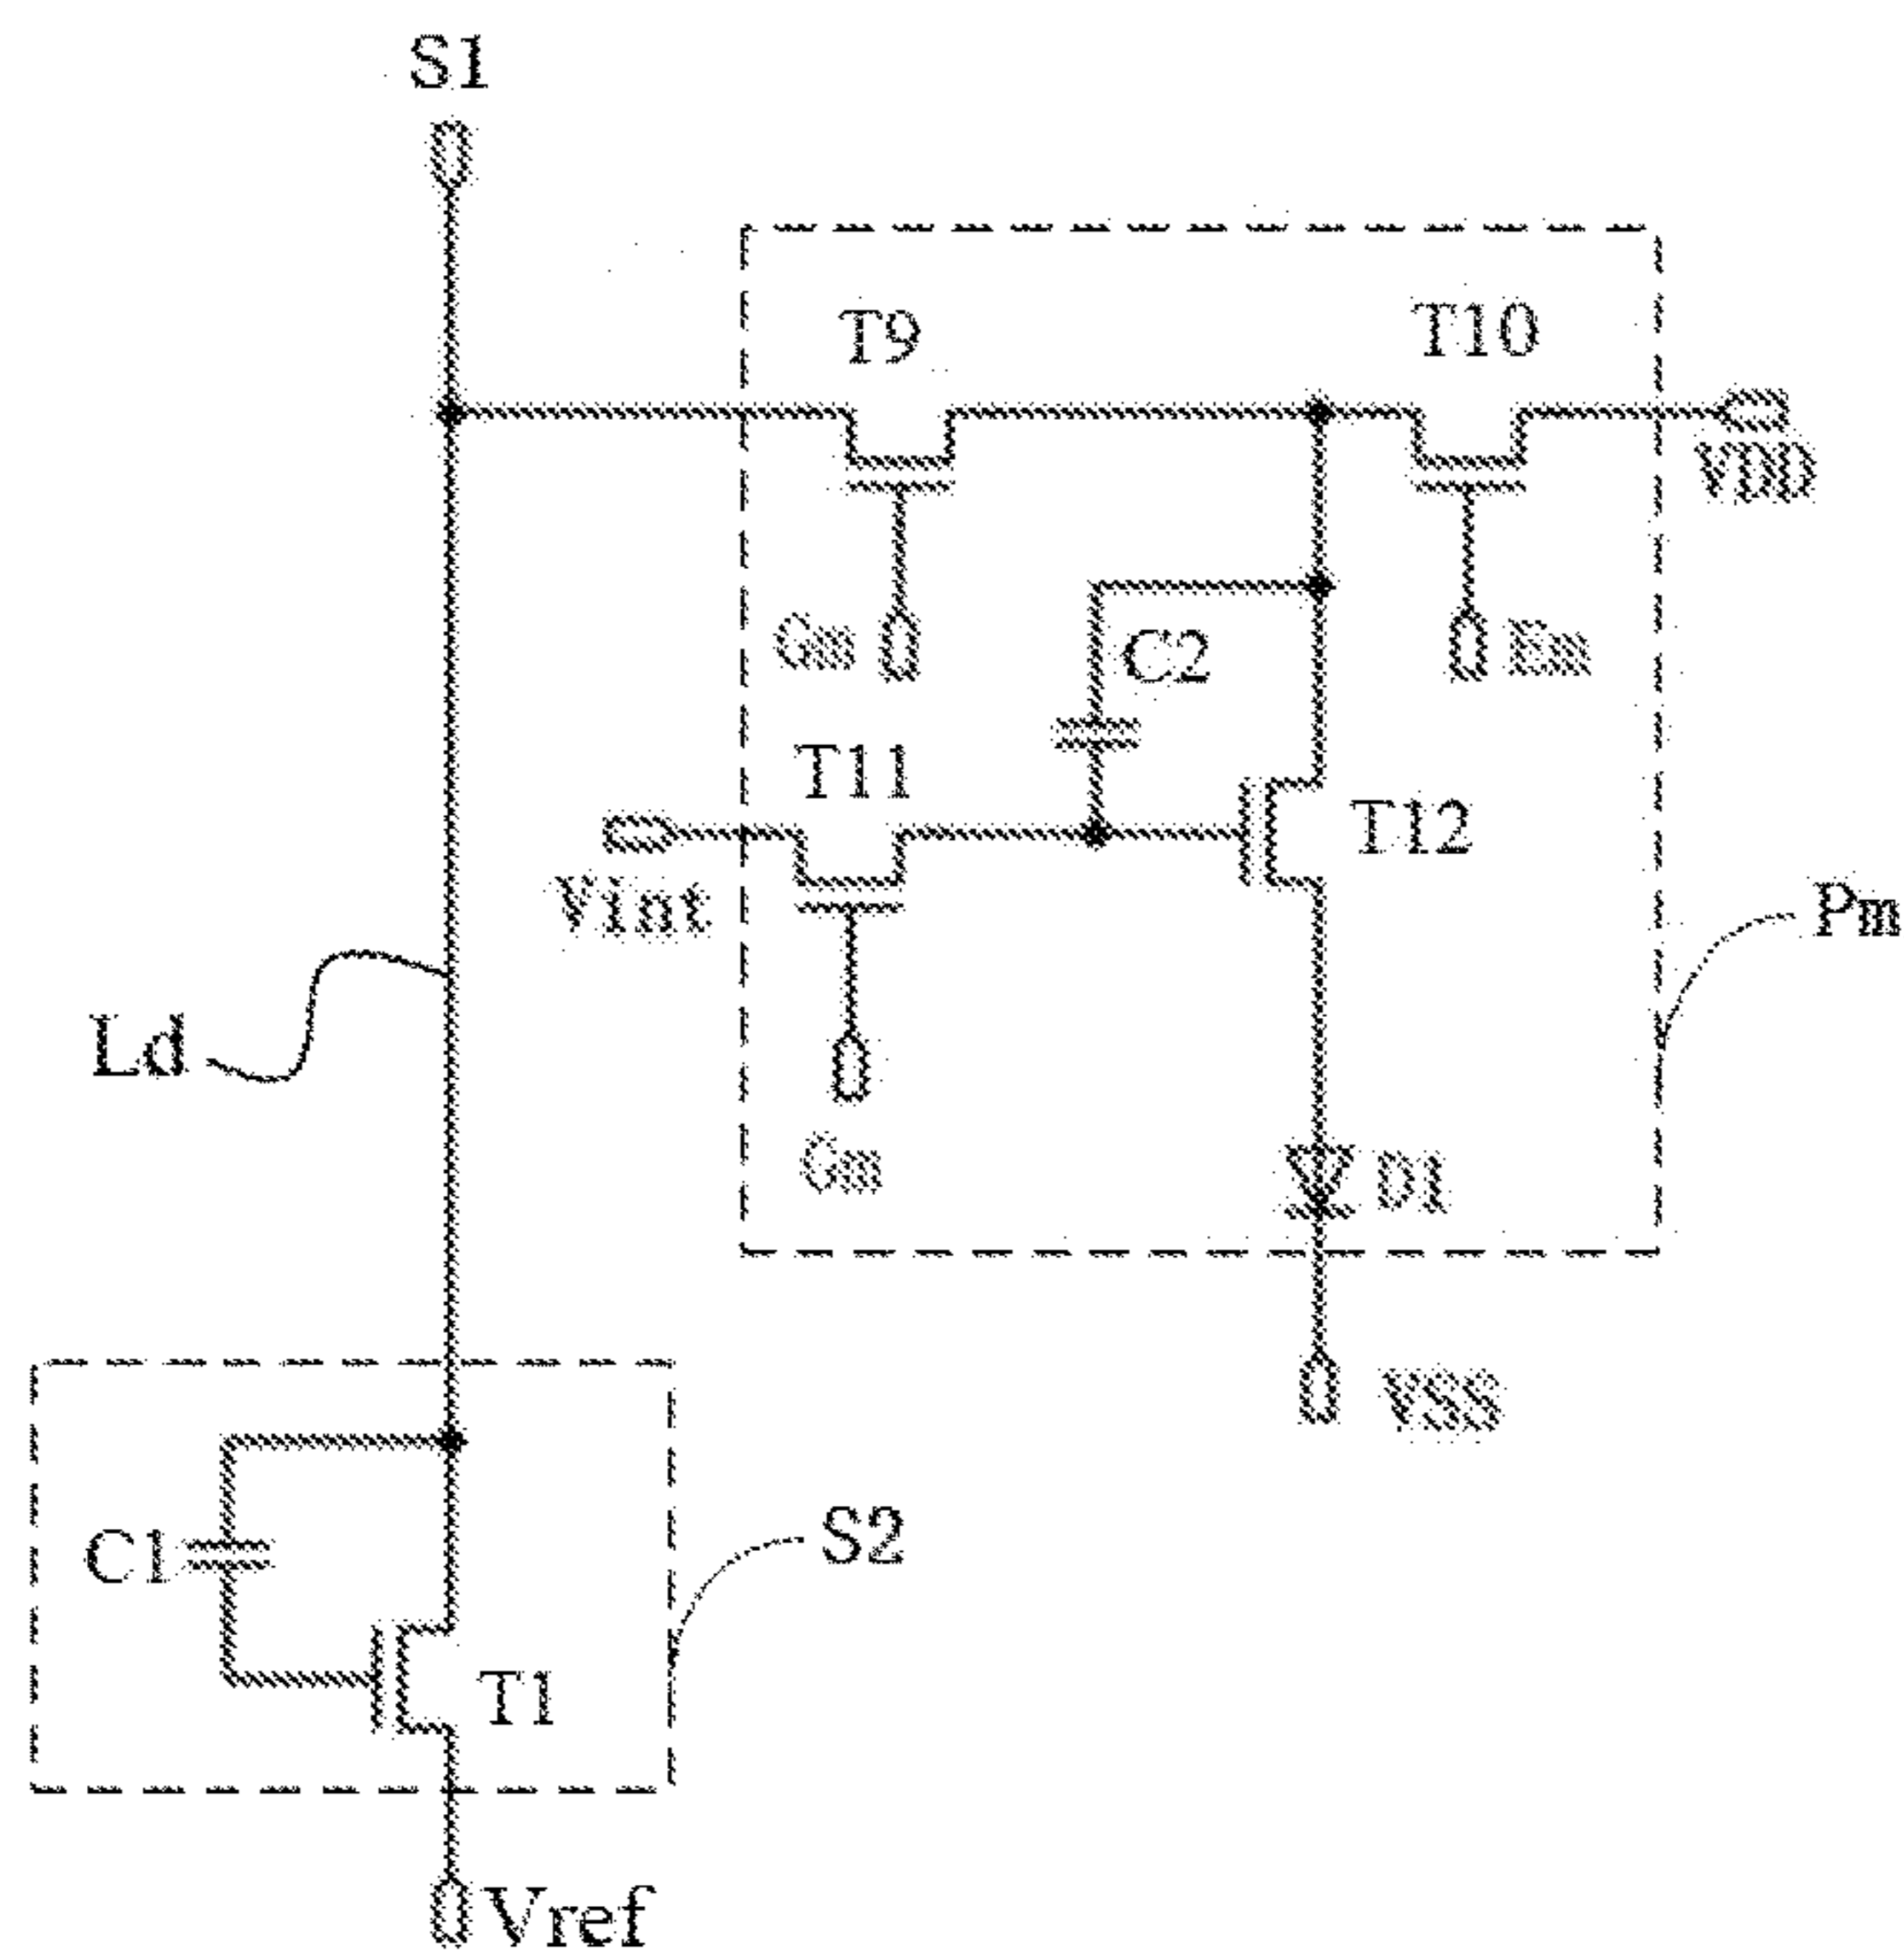 S1
T9
T10
VDD
Gm
C2
Em
T11
T12
Vint
Pm
Ld
Gm
D1
VSS
C1
S2
T1
Vref